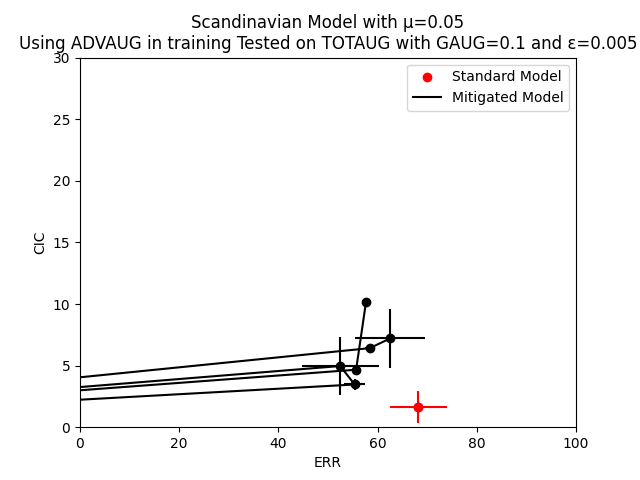 Scandinavian Model with μ=0.05
Using ADVAUG in training Tested on TOTAUG with GAUG=0.1 and ε=0.005
30
25
20
15
10
5
0
CIC
Standard Model
Mitigated Model
0 20 40 60 80 100
ERR